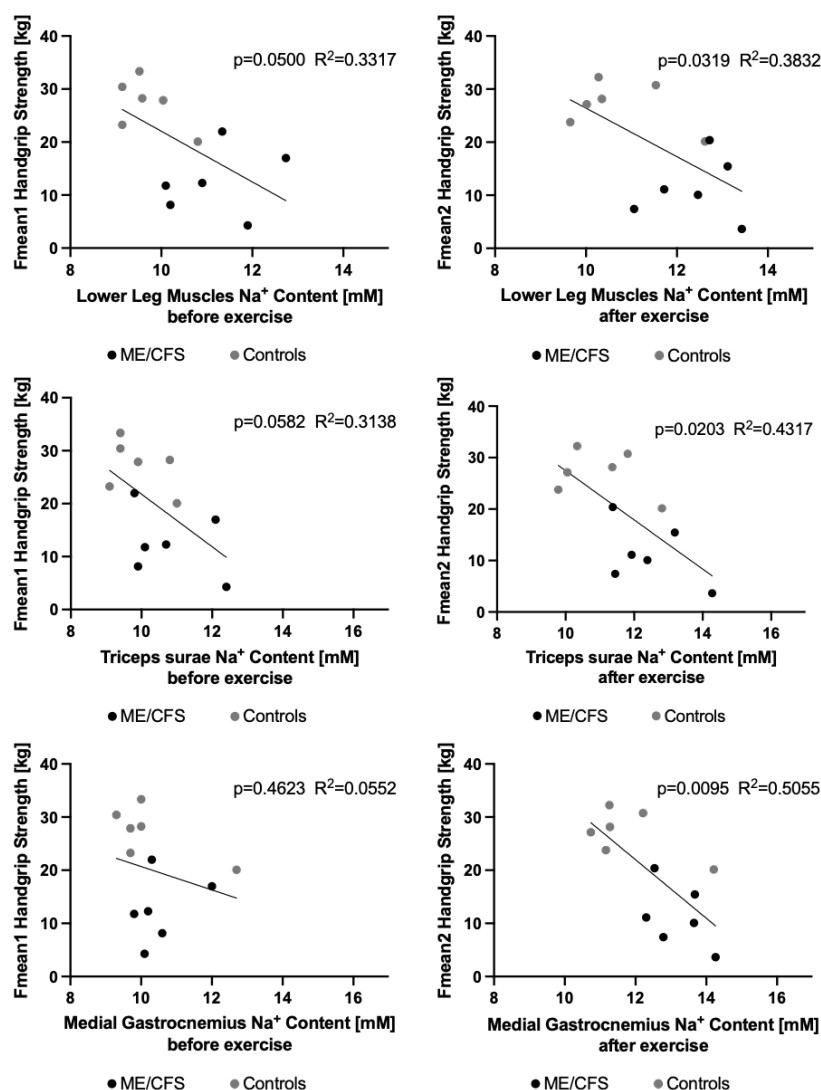 p=0.0500 R²=0.3317
Fmean1 Handgrip Strength [kg]
40
30
20
10
0
8 10 12 14
Lower Leg Muscles Na⁺ Content [mM]
before exercise
ME/CFS Controls
p=0.0319 R²=0.3832
Fmean2 Handgrip Strength [kg]
40
30
20
10
0
8 10 12 14
Lower Leg Muscles Na⁺ Content [mM]
after exercise
ME/CFS Controls
p=0.0582 R²=0.3138
Fmean1 Handgrip Strength [kg]
40
30
20
10
0
8 10 12 14 16
Triceps surae Na⁺ Content [mM]
before exercise
ME/CFS Controls
p=0.0203 R²=0.4317
Fmean2 Handgrip Strength [kg]
40
30
20
10
0
8 10 12 14 16
Triceps surae Na⁺ Content [mM]
after exercise
ME/CFS Controls
p=0.4623 R²=0.0552
Fmean1 Handgrip Strength [kg]
40
30
20
10
0
8 10 12 14 16
Medial Gastrocnemius Na⁺ Content [mM]
before exercise
ME/CFS Controls
p=0.0095 R²=0.5055
Fmean2 Handgrip Strength [kg]
40
30
20
10
0
8 10 12 14 16
Medial Gastrocnemius Na⁺ Content [mM]
after exercise
ME/CFS Controls